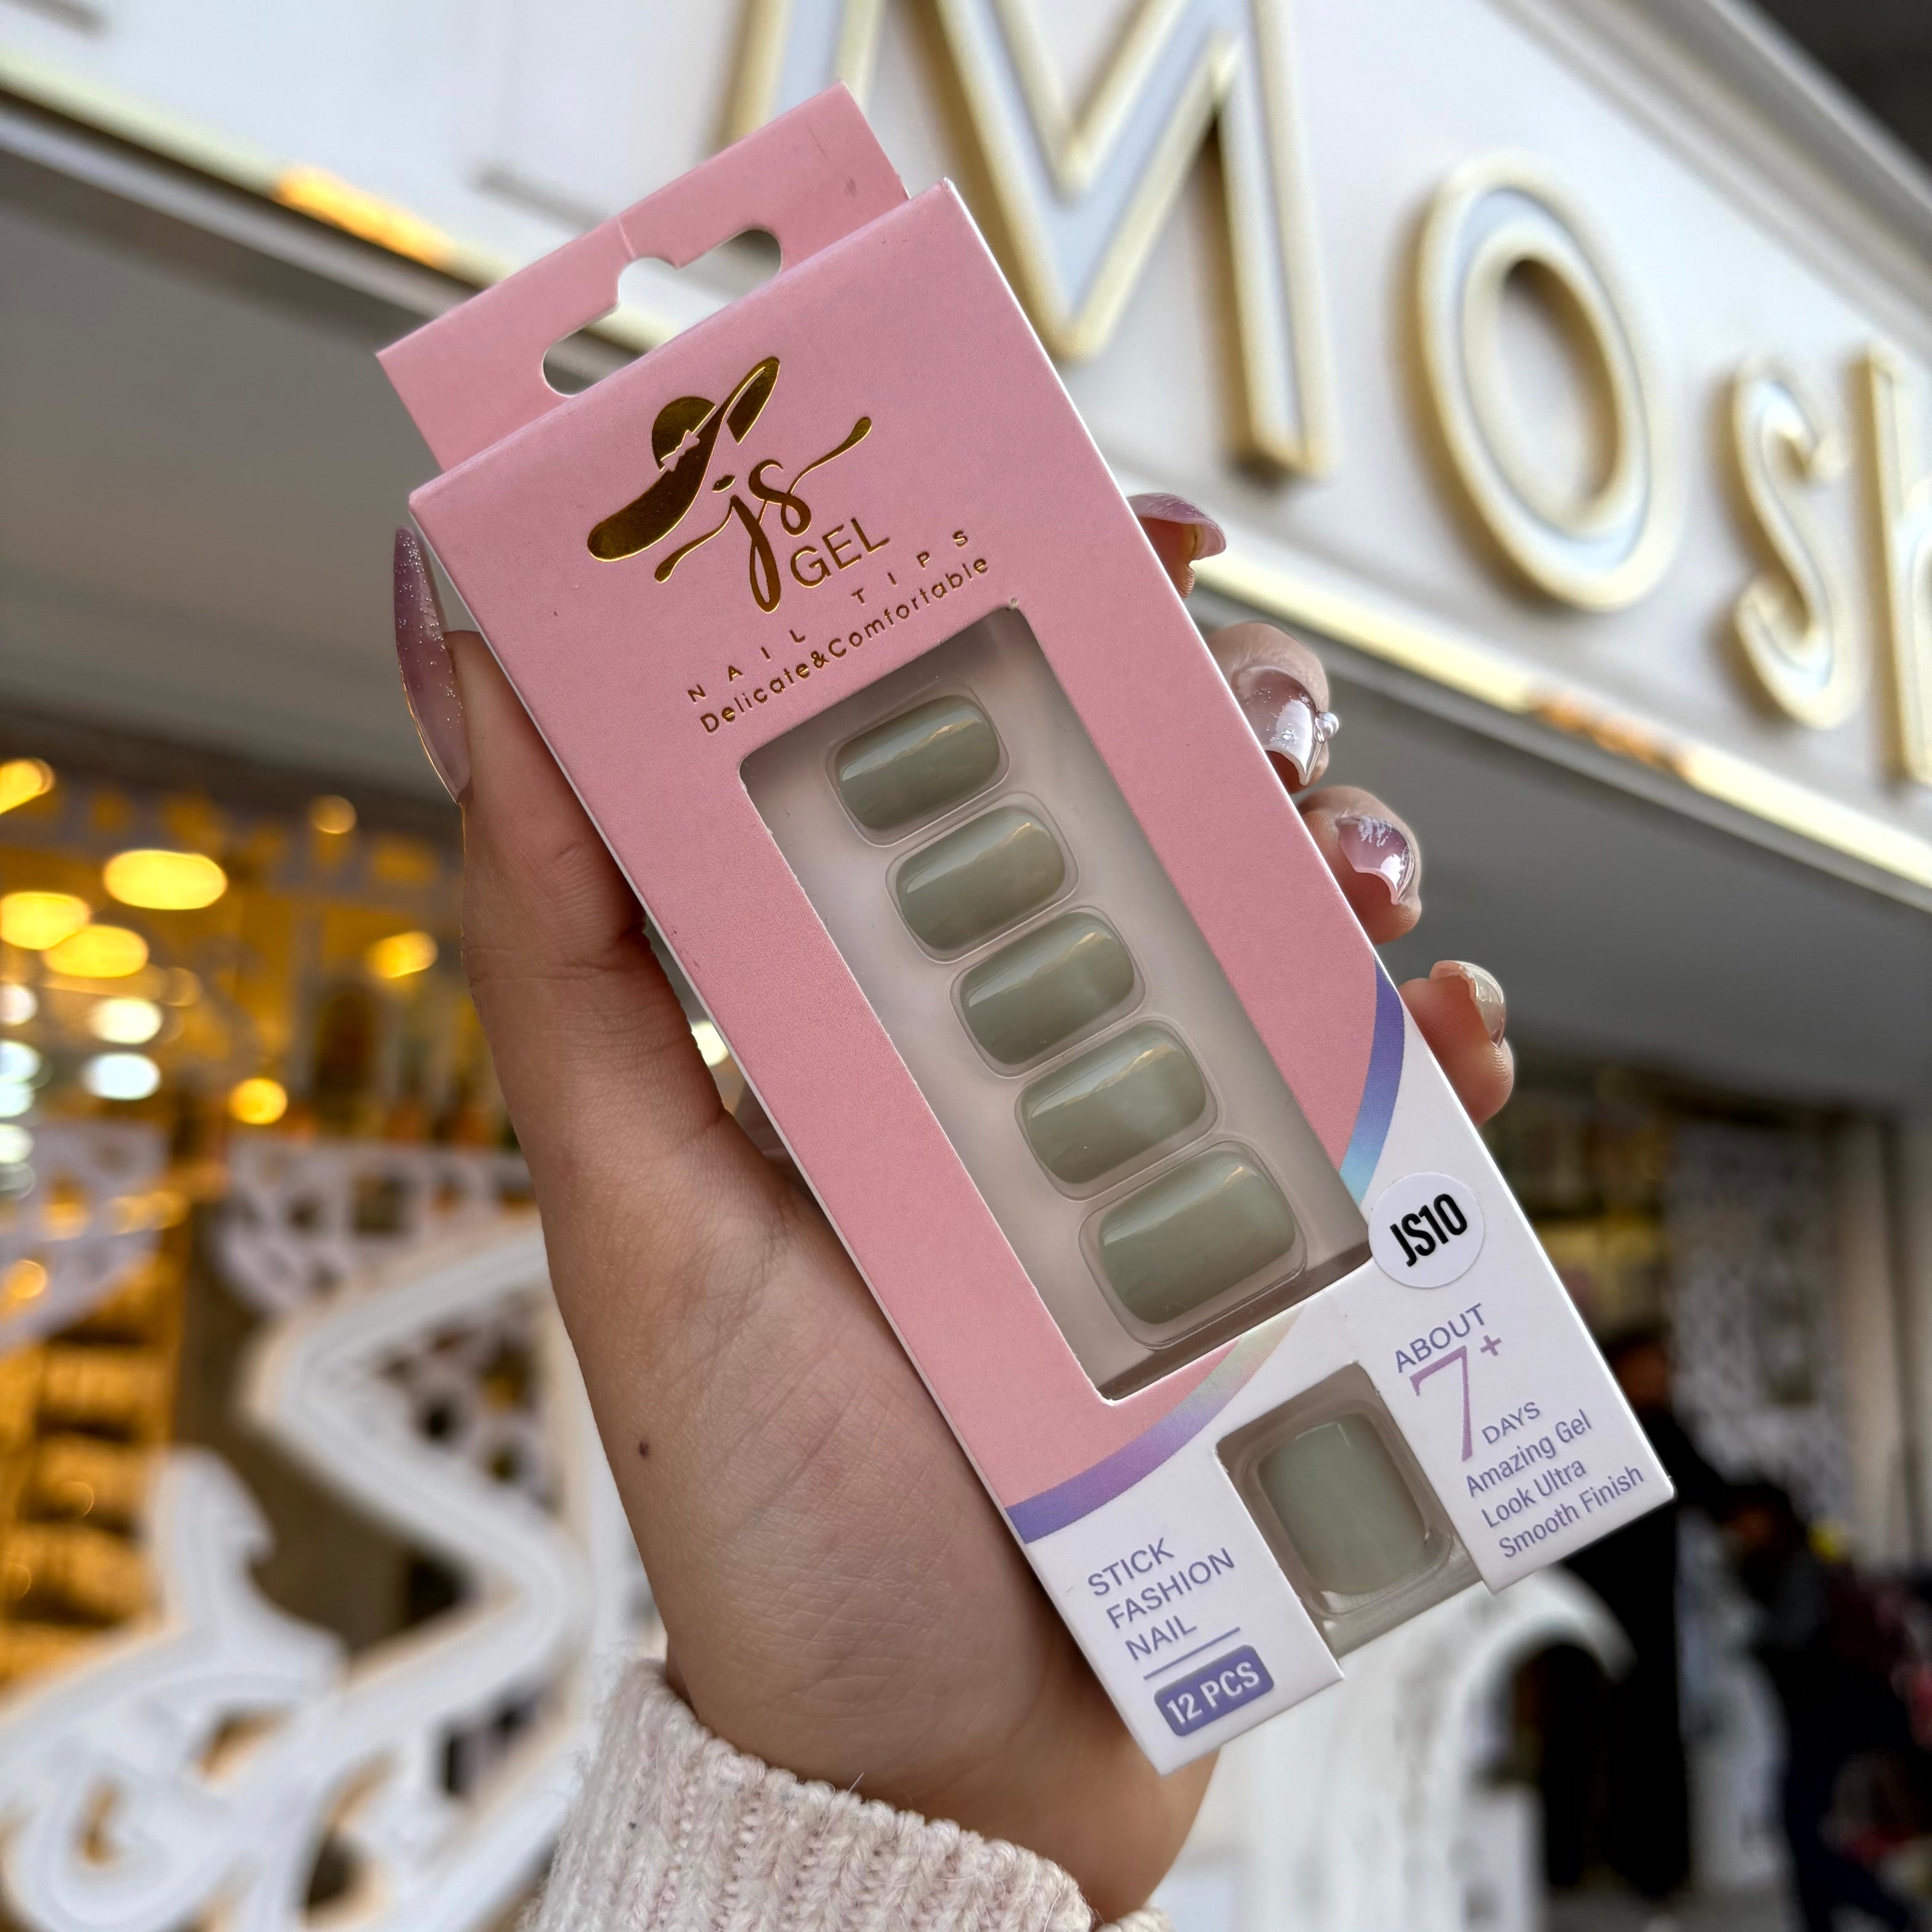 Mosh
js
GEL
NAIL TIPS
Delicate&Comfortable
JS10
ABOUT
7+
DAYS
Amazing Gel
Look Ultra
Smooth Finish
STICK
FASHION
NAIL
12 PCS